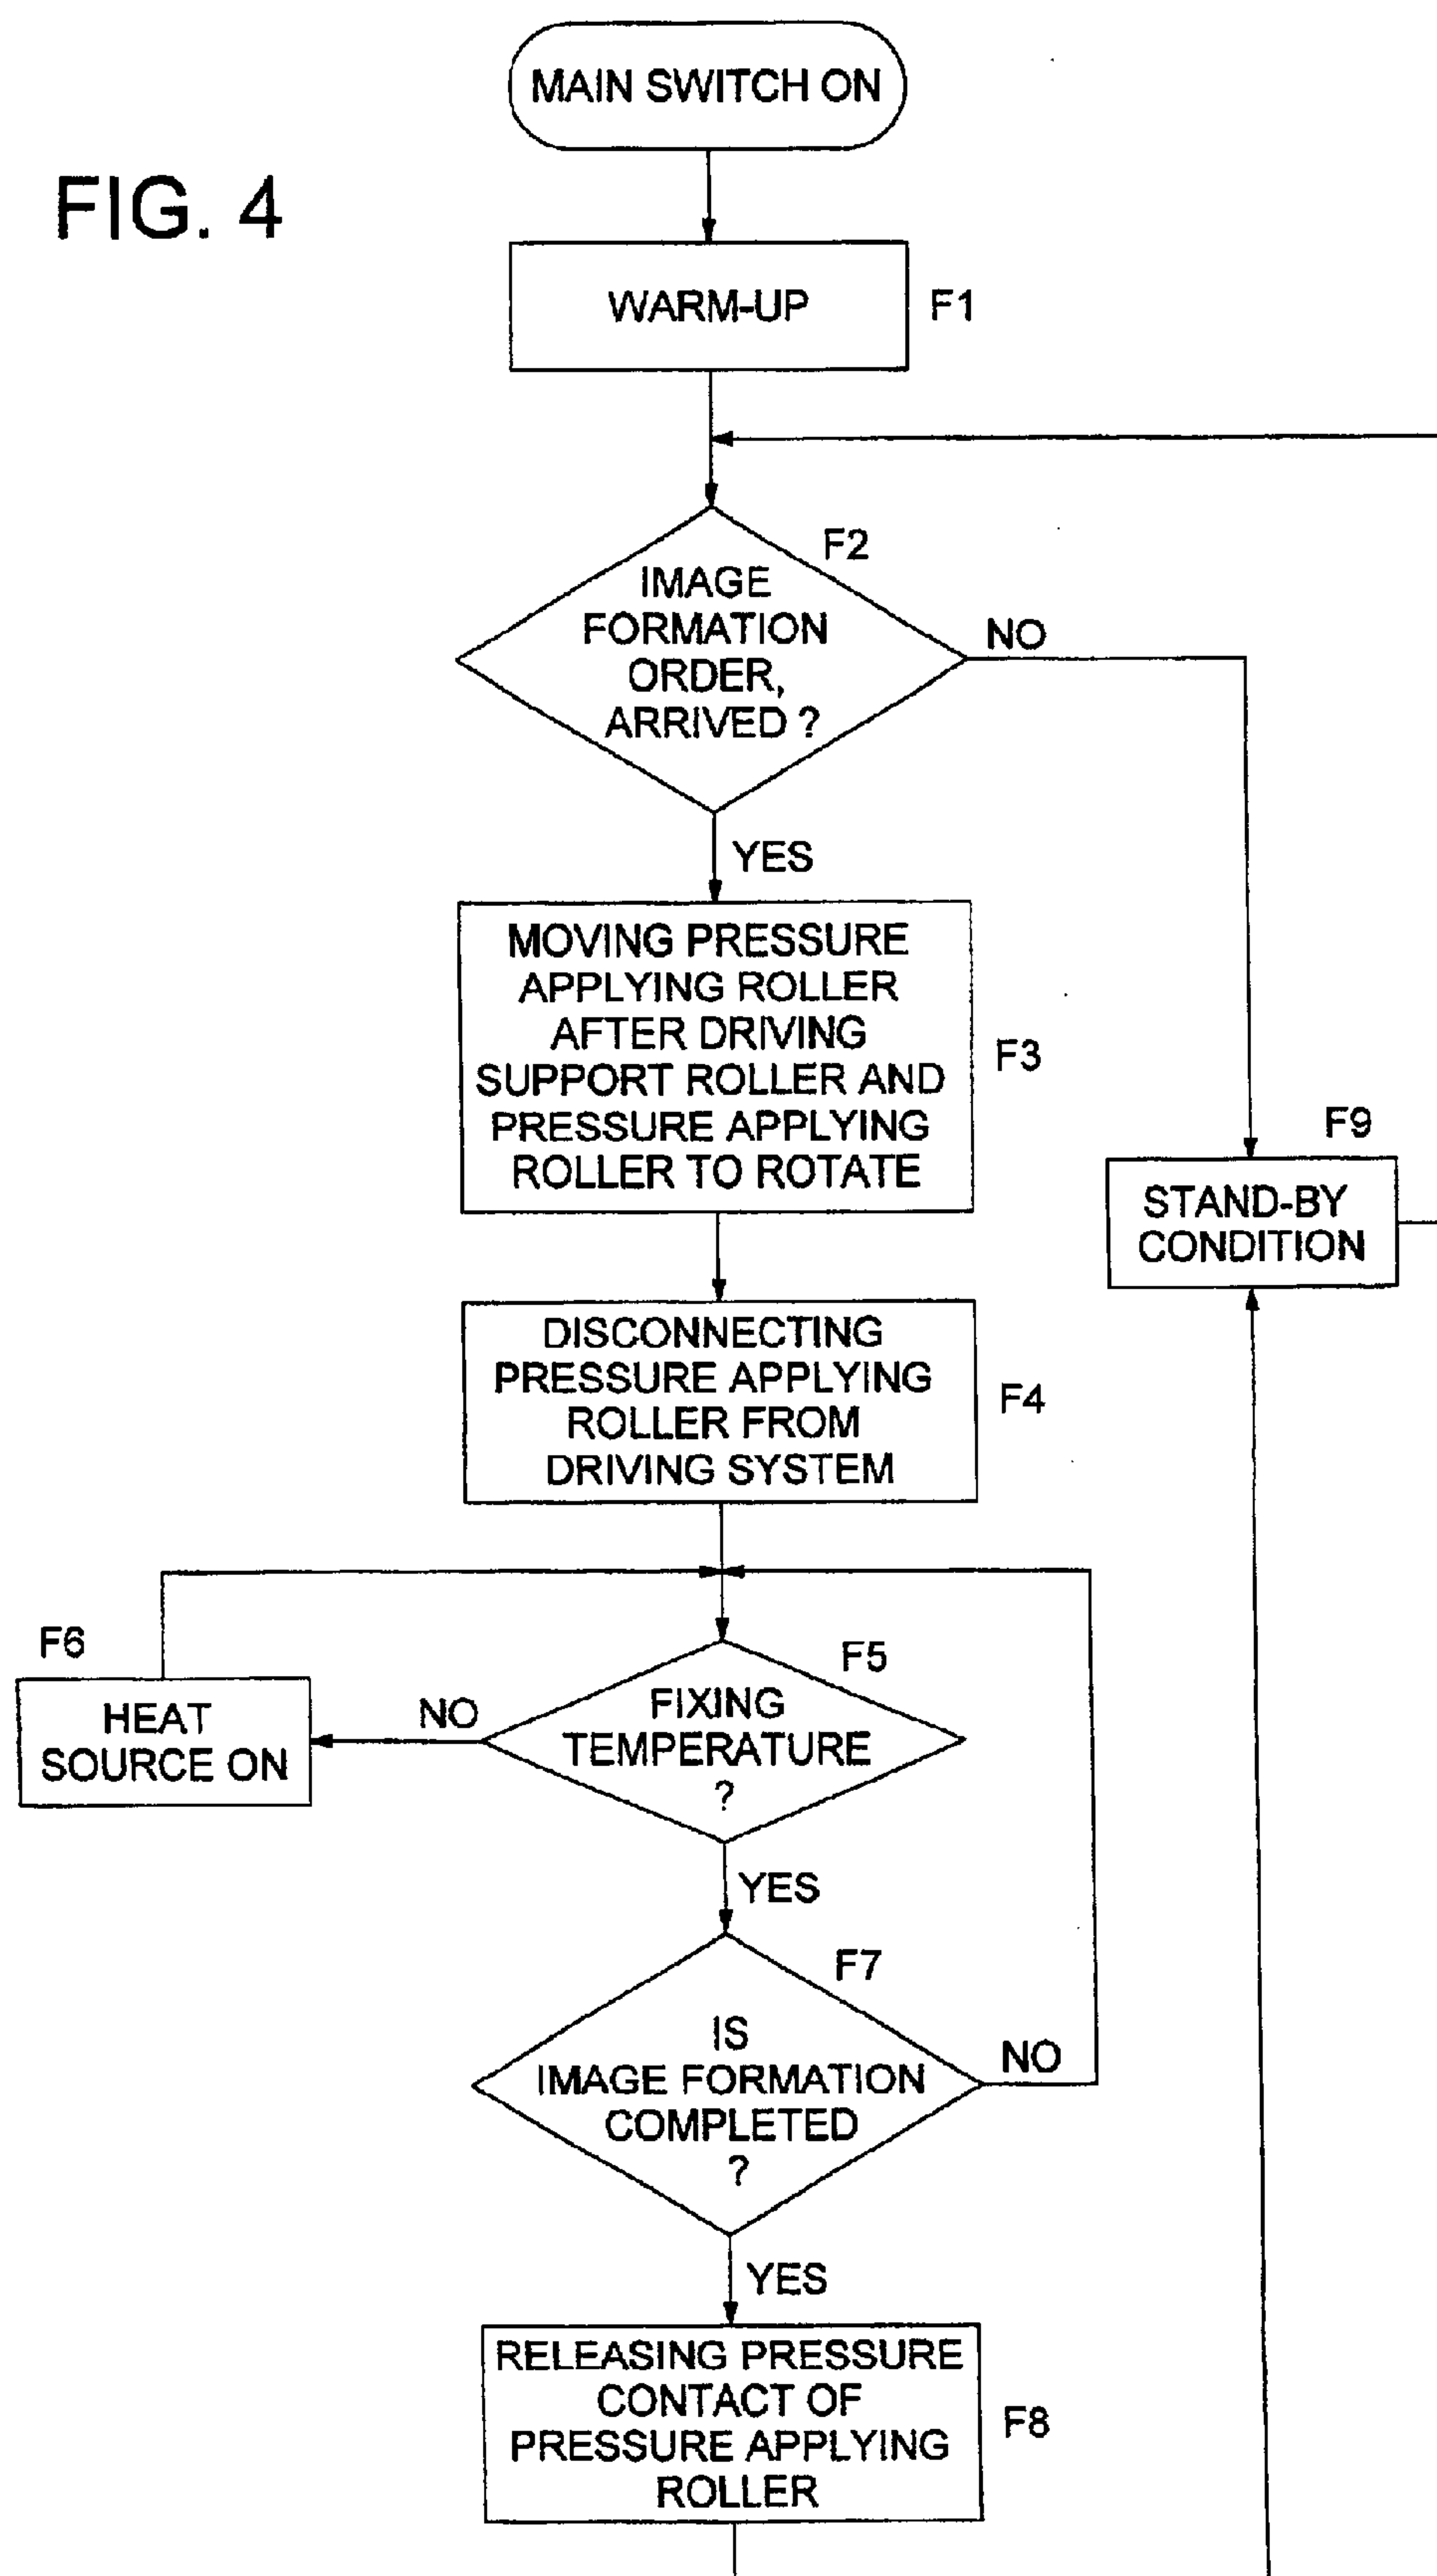 MAIN SWITCH ON
FIG. 4
WARM-UP
F1
F2
IMAGE
FORMATION
ORDER,
ARRIVED ?
NO
YES
MOVING PRESSURE
APPLYING ROLLER
AFTER DRIVING
SUPPORT ROLLER AND
PRESSURE APPLYING
ROLLER TO ROTATE
F3
F9
STAND-BY
CONDITION
DISCONNECTING
PRESSURE APPLYING
ROLLER FROM
DRIVING SYSTEM
F4
F6
HEAT
SOURCE ON
NO
F5
FIXING
TEMPERATURE
?
YES
F7
IS
IMAGE FORMATION
COMPLETED
?
NO
YES
RELEASING PRESSURE
CONTACT OF
PRESSURE APPLYING
ROLLER
F8